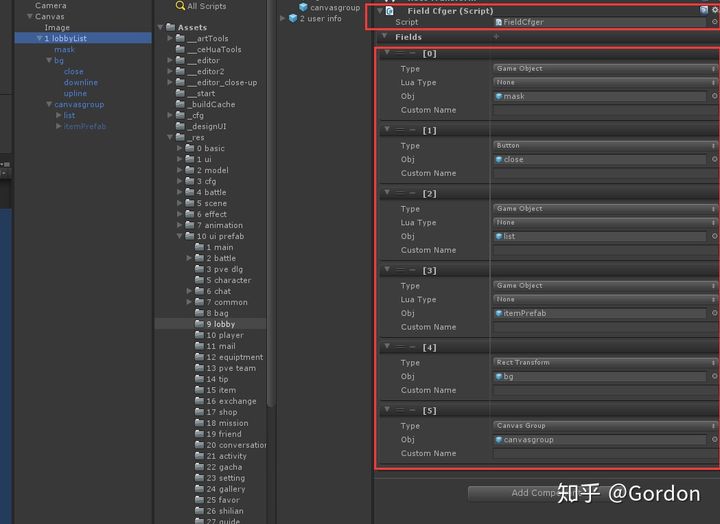 Camera
Canvas
Image
1 lobbyList
mask
bg
close
downline
upline
canvasgroup
list
itemPrefab
All Scripts
Assets
__artTools
__ceHuaTools
__editor
__editor2
__editor_close-up
__start
_buildCache
_cfg
_designUI
_res
0 basic
1 ui
2 model
3 cfg
4 battle
5 scene
6 effect
7 animation
10 ui prefab
1 main
2 battle
3 pve dlg
5 character
6 chat
7 common
8 bag
9 lobby
10 player
11 mail
12 equiptment
13 pve team
14 tip
15 item
16 exchange
17 shop
18 mission
19 friend
20 conversation
21 activity
22 gacha
23 setting
24 gallery
25 favor
26 shilian
27 guide
canvasgroup
2 user info
Field Cfger (Script)
Script FieldCfger
Fields
[0]
Type Game Object
Lua Type None
Obj mask
Custom Name
[1]
Type Button
Obj close
Custom Name
[2]
Type Game Object
Lua Type None
Obj list
Custom Name
[3]
Type Game Object
Lua Type None
Obj itemPrefab
Custom Name
[4]
Type Rect Transform
Obj bg
Custom Name
[5]
Type Canvas Group
Obj canvasgroup
Custom Name
知乎 @Gordon